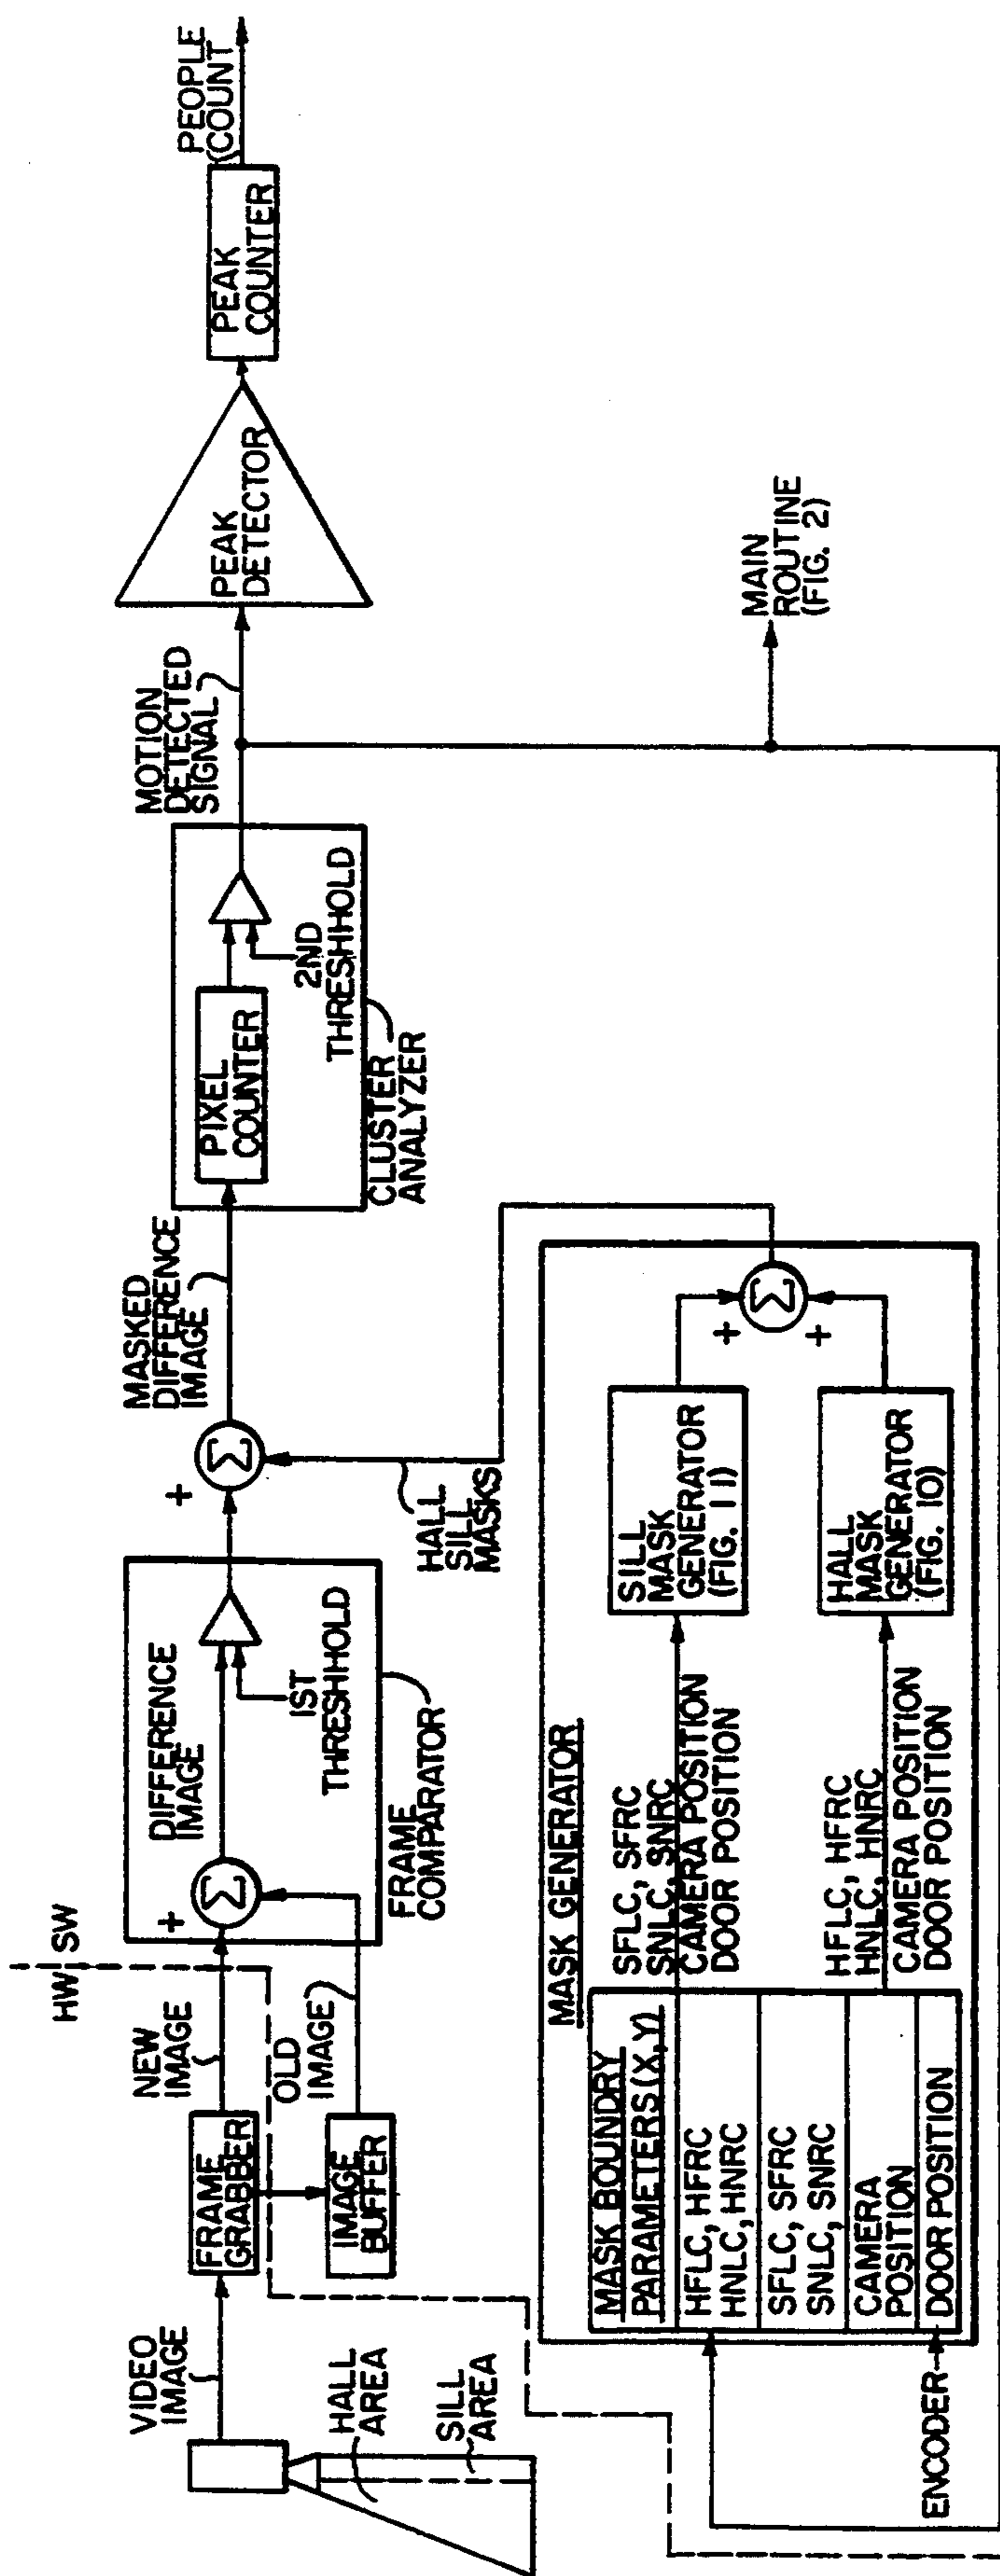 VIDEO
IMAGE
HALL
AREA
SILL
AREA
FRAME
GRABBER
IMAGE
BUFFER
NEW
IMAGE
OLD
IMAGE
HW
SW
+
Σ
DIFFERENCE
IMAGE
1ST
THRESHHOLD
FRAME
COMPARATOR
+
Σ
HALL
SILL
MASKS
MASKED
DIFFERENCE
IMAGE
PIXEL
COUNTER
2ND
THRESHHOLD
CLUSTER
ANALYZER
MOTION
DETECTED
SIGNAL
PEAK
DETECTOR
PEAK
COUNTER
PEOPLE
COUNT
MAIN
ROUTINE
(FIG. 2)
MASK GENERATOR
MASK BOUNDRY
PARAMETERS (X,Y)
HFLC, HFRC
HNLC, HNRC
SFLC, SFRC
SNLC, SNRC
CAMERA
POSITION
DOOR POSITION
ENCODER
SFLC, SFRC
SNLC, SNRC
CAMERA POSITION
DOOR POSITION
HFLC, HFRC
HNLC, HNRC
CAMERA POSITION
DOOR POSITION
SILL
MASK
GENERATOR
(FIG. 11)
HALL
MASK
GENERATOR
(FIG. 10)
+
Σ
+